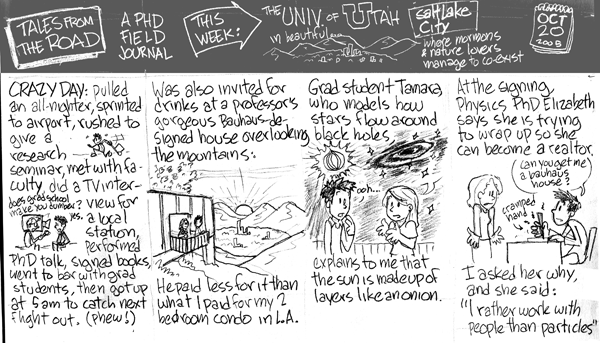 TALES FROM
THE ROAD
A PHD
FIELD
JOURNAL
THIS
WEEK:
THE UNIV. OF UTAH
in beautiful
Salt Lake
City
where mormons
& nature lovers
manage to co-exist
OCT
20
2008
CRAZY DAY: pulled
an all-nighter, sprinted
to airport, rushed to
give a
research
seminar, met with fa-
culty, did a TV inter-
view for
a local
station,
performed
PhD talk, signed books,
went to bar with grad
students, then got up
at 5am to catch next
flight out. (phew!)
does grad school
make you dumber?
yes.
Was also invited for
drinks at a professor's
gorgeous Bauhaus-de-
signed house overlooking
the mountains:
He paid less for it than
what I paid for my 2
bedroom condo in L.A.
Grad student Tamara,
who models how
stars flow around
black holes,
ooh...
explains to me that
the sun is made up of
layers like an onion.
At the signing,
Physics PhD Elizabeth
says she is trying
to wrap up so she
can become a realtor.
Can you get me
a bauhaus
house?
cramped
hand
I asked her why,
and she said:
"I rather work with
people than particles"